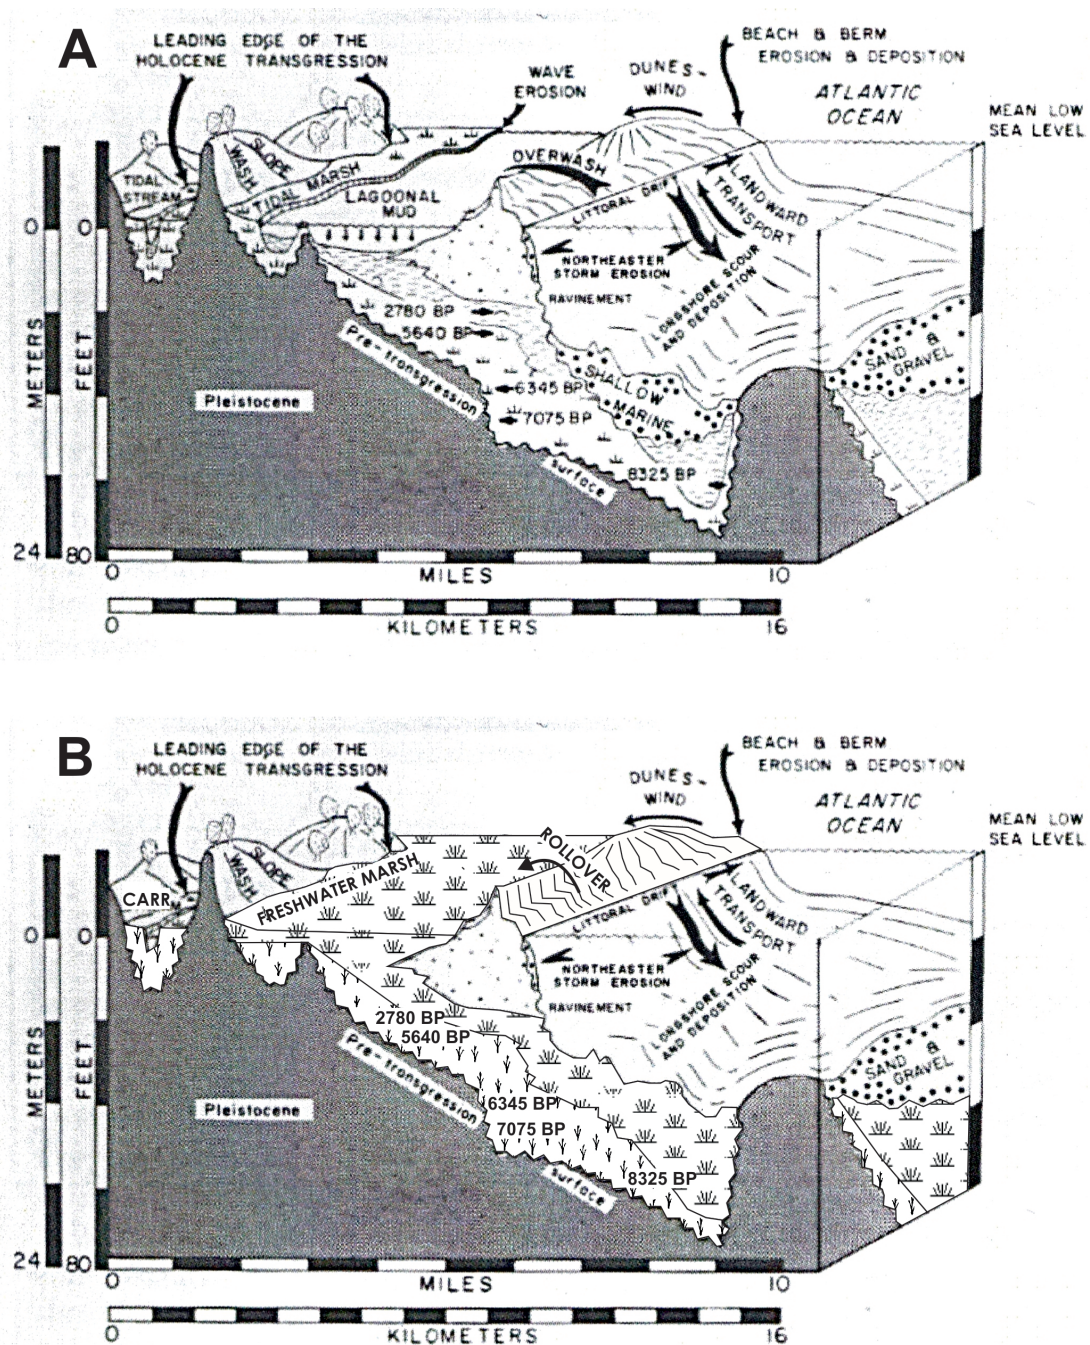 A
LEADING EDGE OF THE
HOLOCENE TRANSGRESSION
WAVE
EROSION
DUNES-
WIND
BEACH & BERM
EROSION & DEPOSITION
ATLANTIC
OCEAN
MEAN LOW
SEA LEVEL
TIDAL
STREAM
SLOPE
WASH
TIDAL MARSH
LAGOONAL
MUD
OVERWASH
LITTORAL DRIFT
LANDWARD
TRANSPORT
NORTHEASTER
STORM EROSION
RAVINEMENT
LONGSHORE SCOUR
AND DEPOSITION
0
0
2780 BP
5640 BP
6345 BP
7075 BP
8325 BP
SHALLOW
MARINE
SAND &
GRAVEL
Pre-transgression
surface
Pleistocene
METERS
FEET
24
80
0
MILES
10
0
KILOMETERS
16
B
LEADING EDGE OF THE
HOLOCENE TRANSGRESSION
DUNES-
WIND
BEACH & BERM
EROSION & DEPOSITION
ATLANTIC
OCEAN
MEAN LOW
SEA LEVEL
CARR
SLOPE
WASH
FRESHWATER MARSH
ROLLOVER
LITTORAL DRIFT
LANDWARD
TRANSPORT
NORTHEASTER
STORM EROSION
RAVINEMENT
LONGSHORE SCOUR
AND DEPOSITION
0
0
2780 BP
5640 BP
6345 BP
7075 BP
8325 BP
SAND &
GRAVEL
Pre-transgression
surface
Pleistocene
METERS
FEET
24
80
0
MILES
10
0
KILOMETERS
16